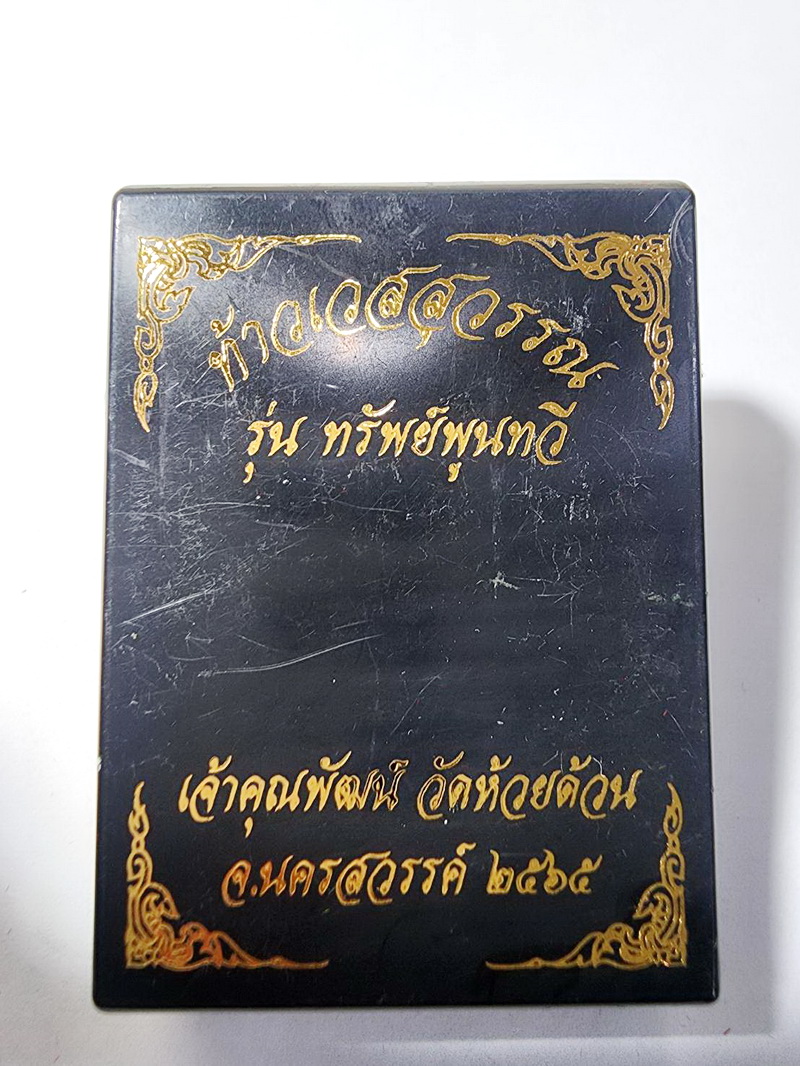 ท้าวเวสสุวรรณ
รุ่น ทรัพย์พูนทวี
เจ้าคุณพัฒน์ วัดห้วยด้วน
จ.นครสวรรค์ ๒๕๖๕